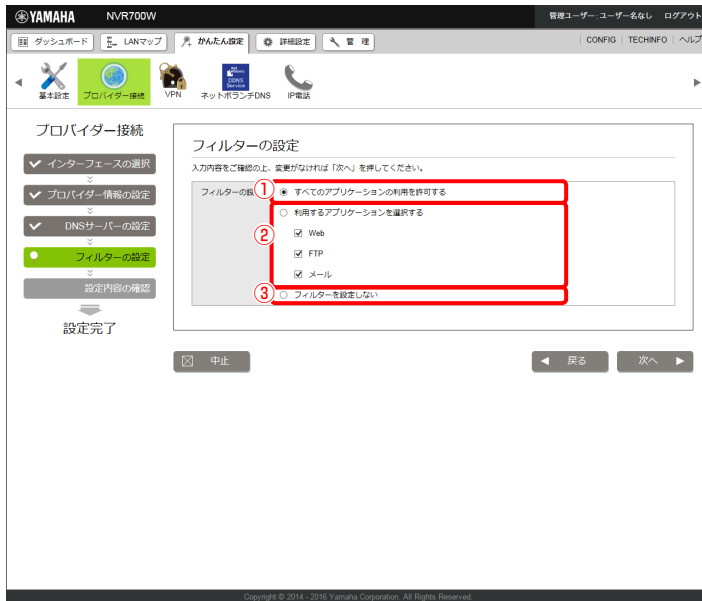 YAMAHA NVR700W 管理ユーザー: ユーザー名なし ログアウト
ダッシュボード LANマップ かんたん設定 詳細設定 管 理 CONFIG TECHINFO ヘルプ
基本設定 プロバイダー接続 VPN ネットボランチDNS IP電話
DDNS
Service
プロバイダー接続
インターフェースの選択
プロバイダー情報の設定
DNSサーバーの設定
フィルターの設定
設定内容の確認
設定完了
フィルターの設定
入力内容をご確認の上、変更がなければ「次へ」を押してください。
フィルターの設 ① すべてのアプリケーションの利用を許可する
利用するアプリケーションを選択する
② Web
FTP
メール
③ フィルターを設定しない
中止 戻る 次へ
Copyright © 2014 - 2016 Yamaha Corporation. All Rights Reserved.